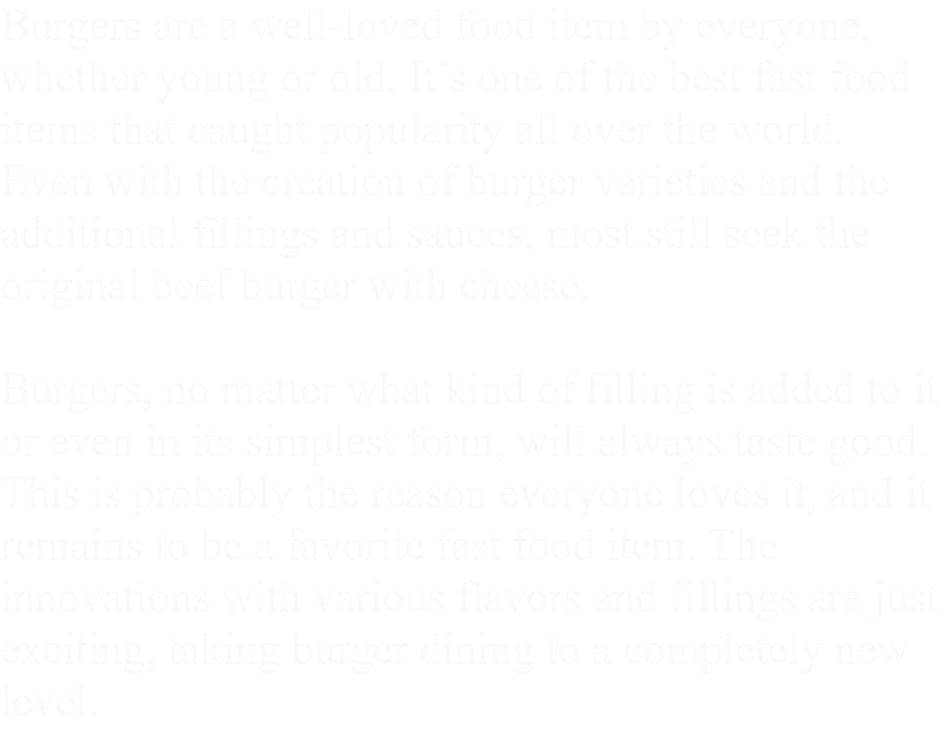 Burgers are a well-loved food item by everyone,
whether young or old. It's one of the best fast food
items that caught popularity all over the world.
Even with the creation of burger varieties and the
additional fillings and sauces, most still seek the
original beef burger with cheese.
Burgers, no matter what kind of filling is added to it
or even in its simplest form, will always taste good.
This is probably the reason everyone loves it, and it
remains to be a favorite fast food item. The
innovations with various flavors and fillings are just
exciting, taking burger dining to a completely new
level.